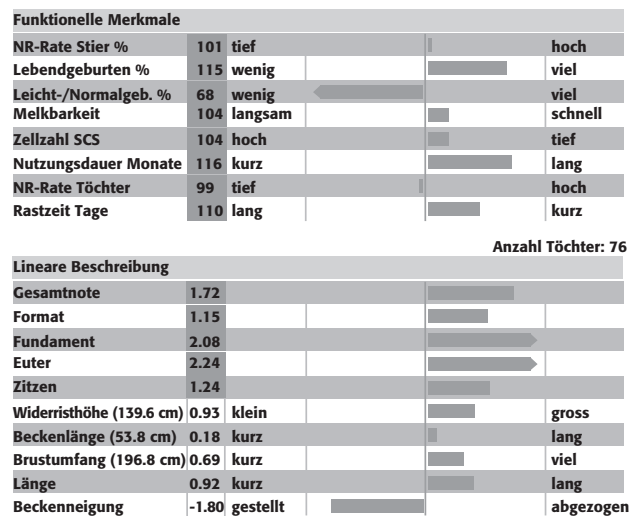 Funktionelle Merkmale
NR-Rate Stier % 101 tief hoch
Lebendgeburten % 115 wenig viel
Leicht-/Normalgeb. % 68 wenig viel
Melkbarkeit 104 langsam schnell
Zellzahl SCS 104 hoch tief
Nutzungsdauer Monate 116 kurz lang
NR-Rate Töchter 99 tief hoch
Rastzeit Tage 110 lang kurz
Anzahl Töchter: 76
Lineare Beschreibung
Gesamtnote 1.72
Format 1.15
Fundament 2.08
Euter 2.24
Zitzen 1.24
Widerristhöhe (139.6 cm) 0.93 klein gross
Beckenlänge (53.8 cm) 0.18 kurz lang
Brustumfang (196.8 cm) 0.69 kurz viel
Länge 0.92 kurz lang
Beckenneigung -1.80 gestellt abgezogen